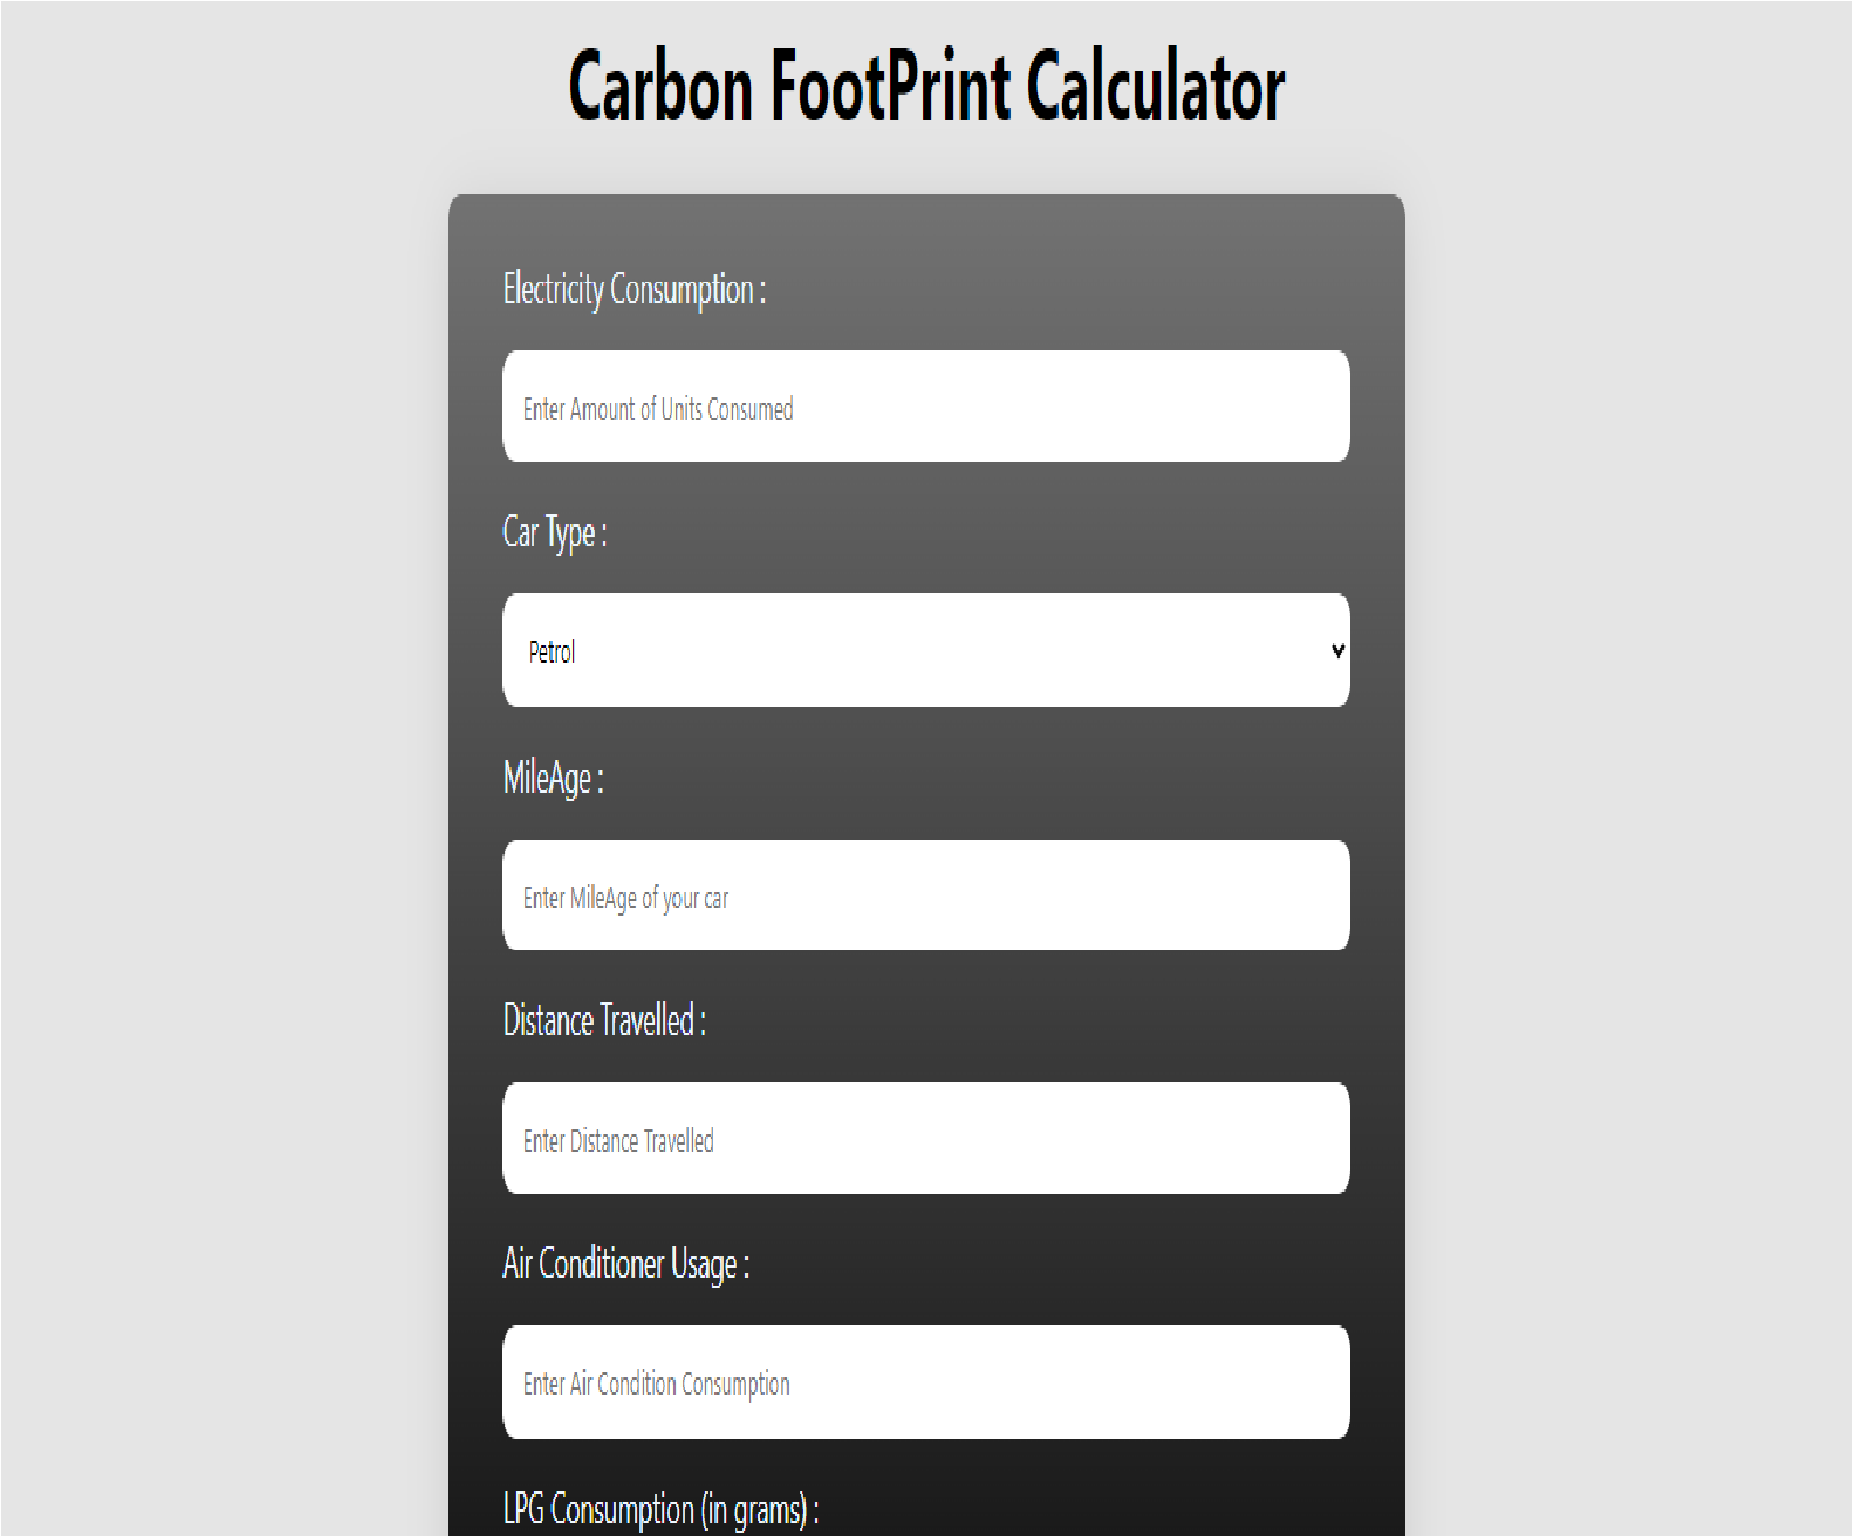 Carbon FootPrint Calculator
Electricity Consumption :
Enter Amount of Units Consumed
Car Type :
Petrol
MileAge :
Enter MileAge of your car
Distance Travelled :
Enter Distance Travelled
Air Conditioner Usage :
Enter Air Condition Consumption
LPG Consumption (in grams) :